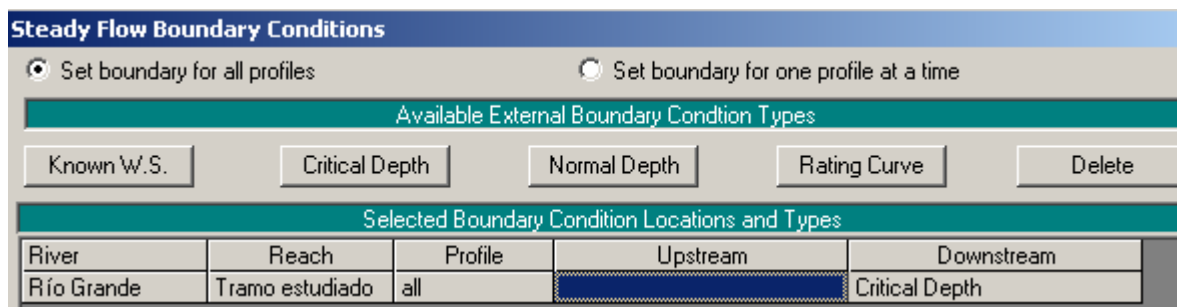 Steady Flow Boundary Conditions
Set boundary for all profiles Set boundary for one profile at a time
Available External Boundary Condtion Types
Known W.S. Critical Depth Normal Depth Rating Curve Delete
Selected Boundary Condition Locations and Types
River Reach Profile Upstream Downstream
Río Grande Tramo estudiado all Critical Depth